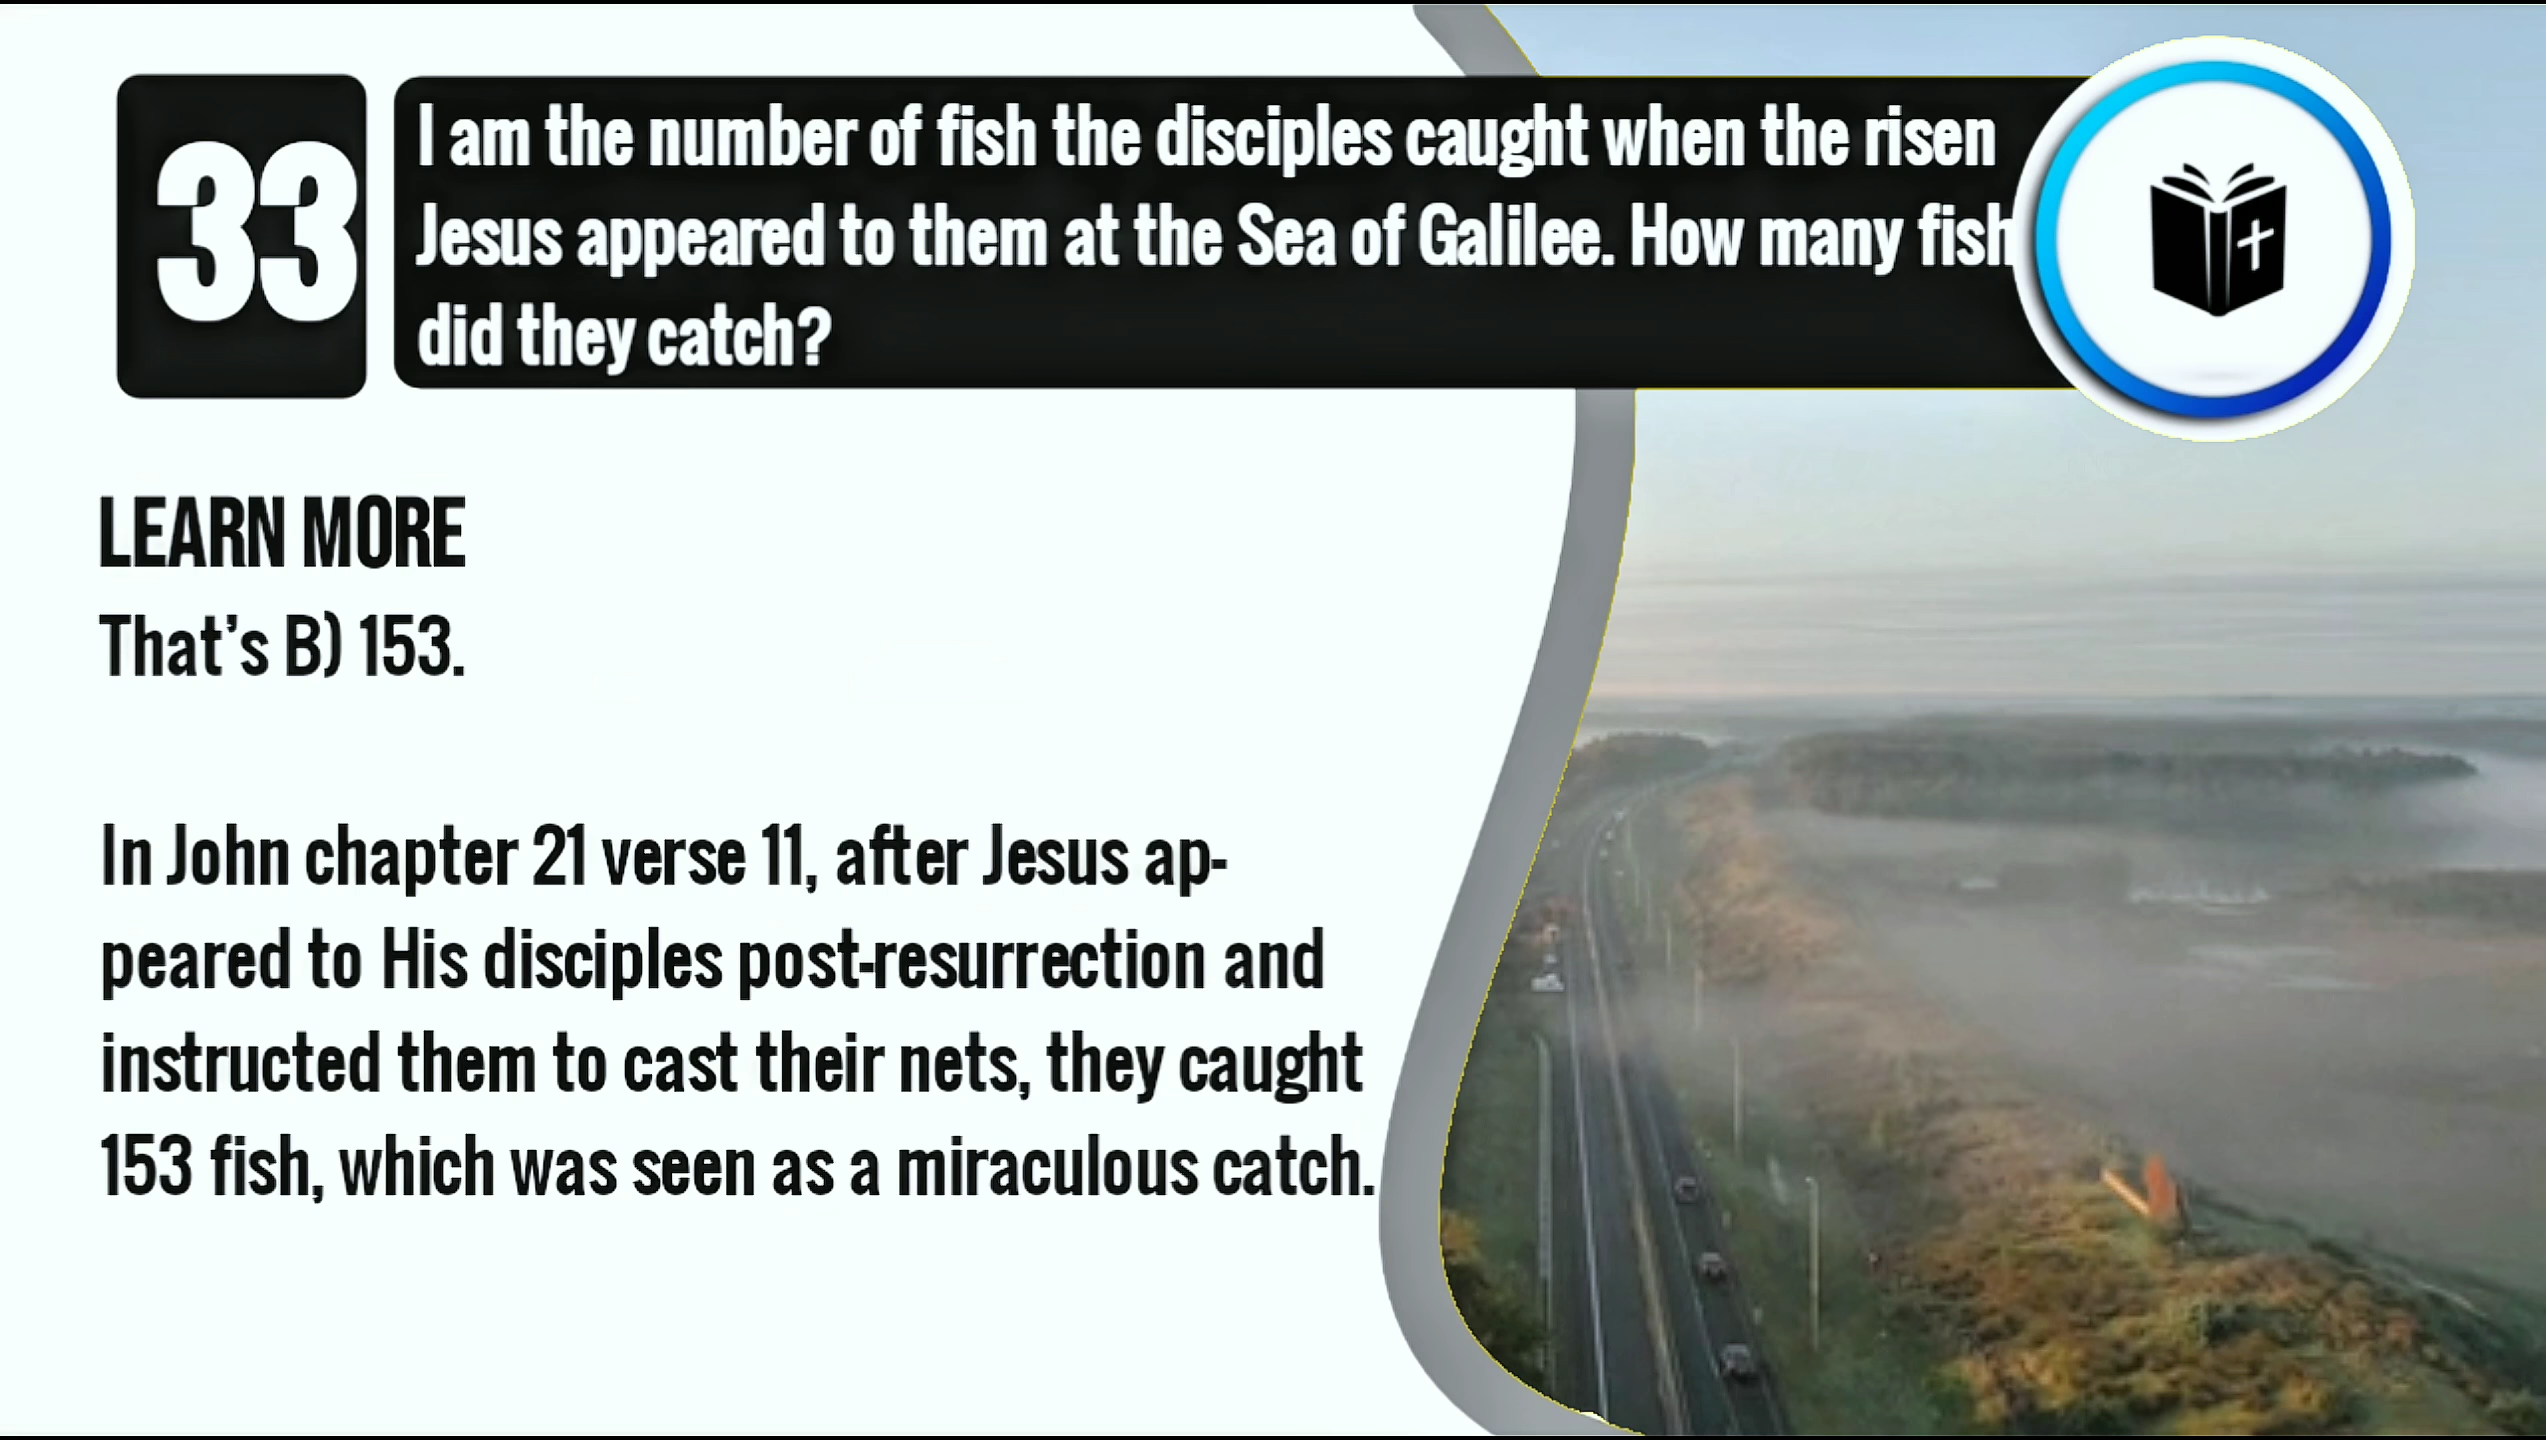 33
I am the number of fish the disciples caught when the risen
Jesus appeared to them at the Sea of Galilee. How many fish
did they catch?
LEARN MORE
That's B) 153.
In John chapter 21 verse 11, after Jesus ap-
peared to His disciples post-resurrection and
instructed them to cast their nets, they caught
153 fish, which was seen as a miraculous catch.